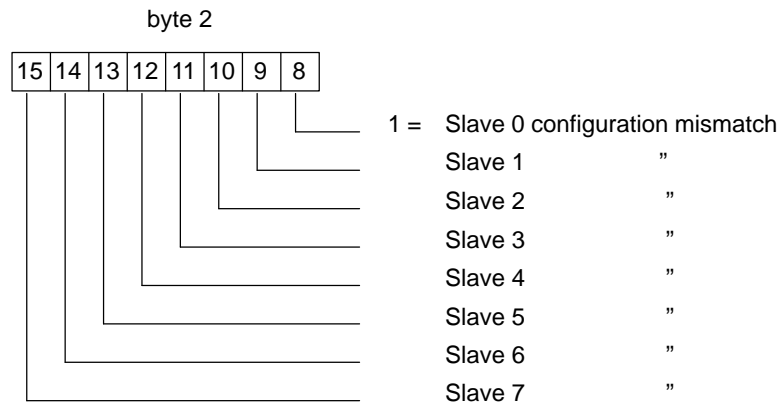 byte 2
15 14 13 12 11 10 9 8
1 = Slave 0 configuration mismatch
Slave 1 ”
Slave 2 ”
Slave 3 ”
Slave 4 ”
Slave 5 ”
Slave 6 ”
Slave 7 ”